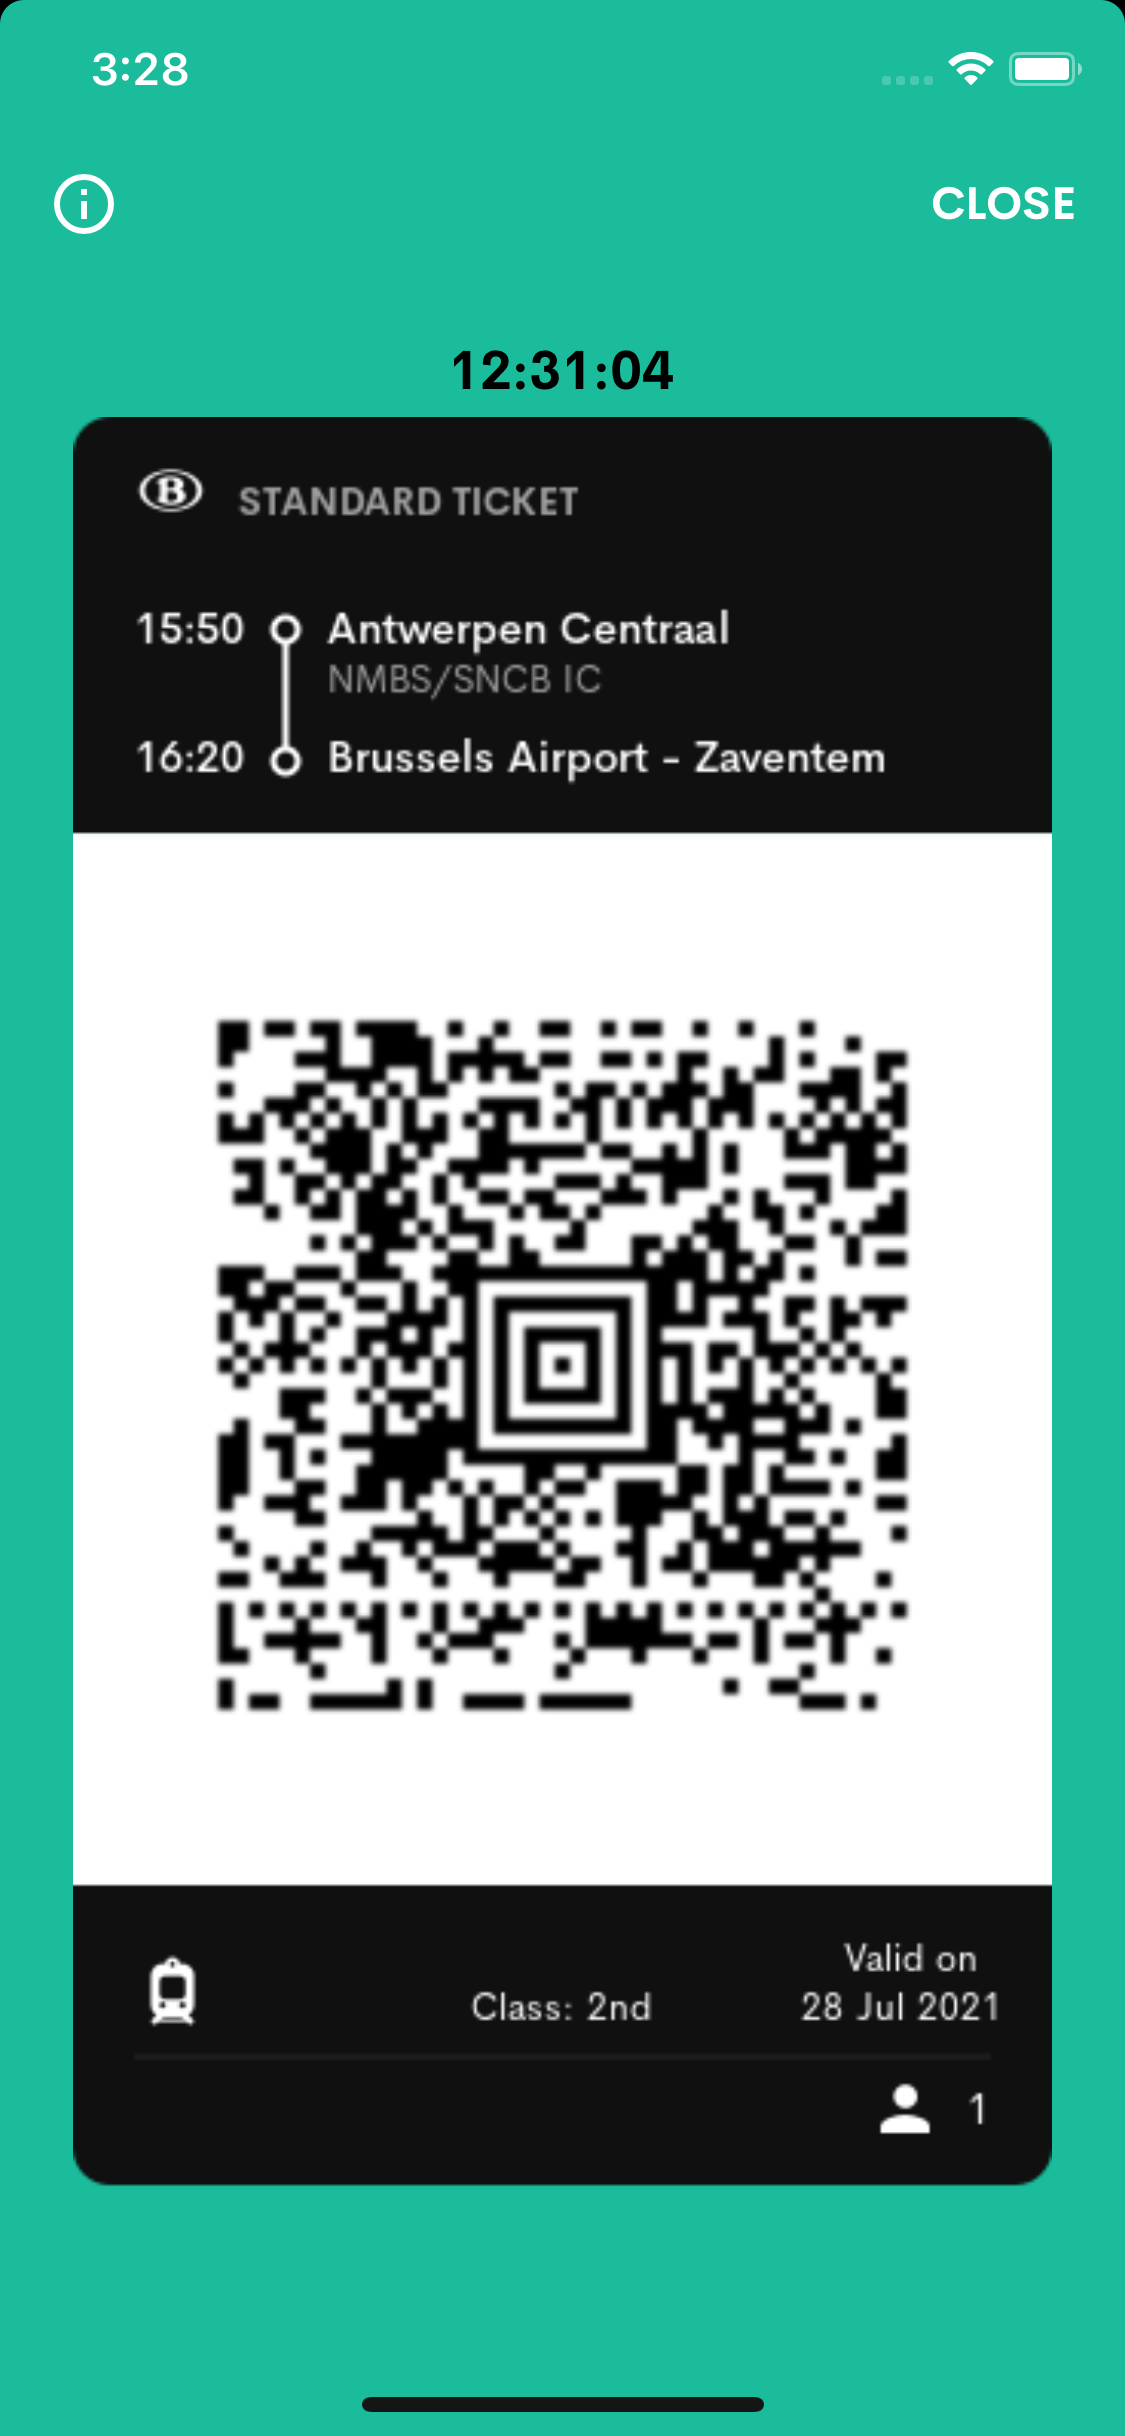 3:28
CLOSE
12:31:04
B STANDARD TICKET
15:50 Antwerpen Centraal
NMBS/SNCB IC
16:20 Brussels Airport - Zaventem
Valid on
Class: 2nd 28 Jul 2021
1